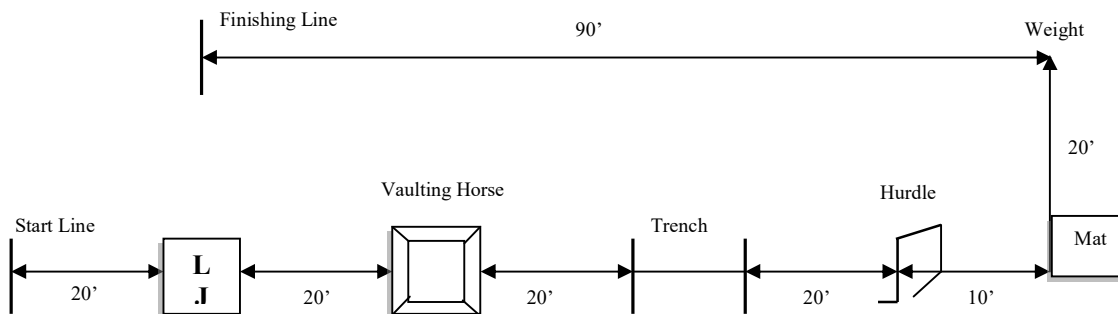 Finishing Line
90’
Weight
20’
Vaulting Horse
Hurdle
Start Line
Trench
Mat
L
J
20’
20’
20’
20’
10’